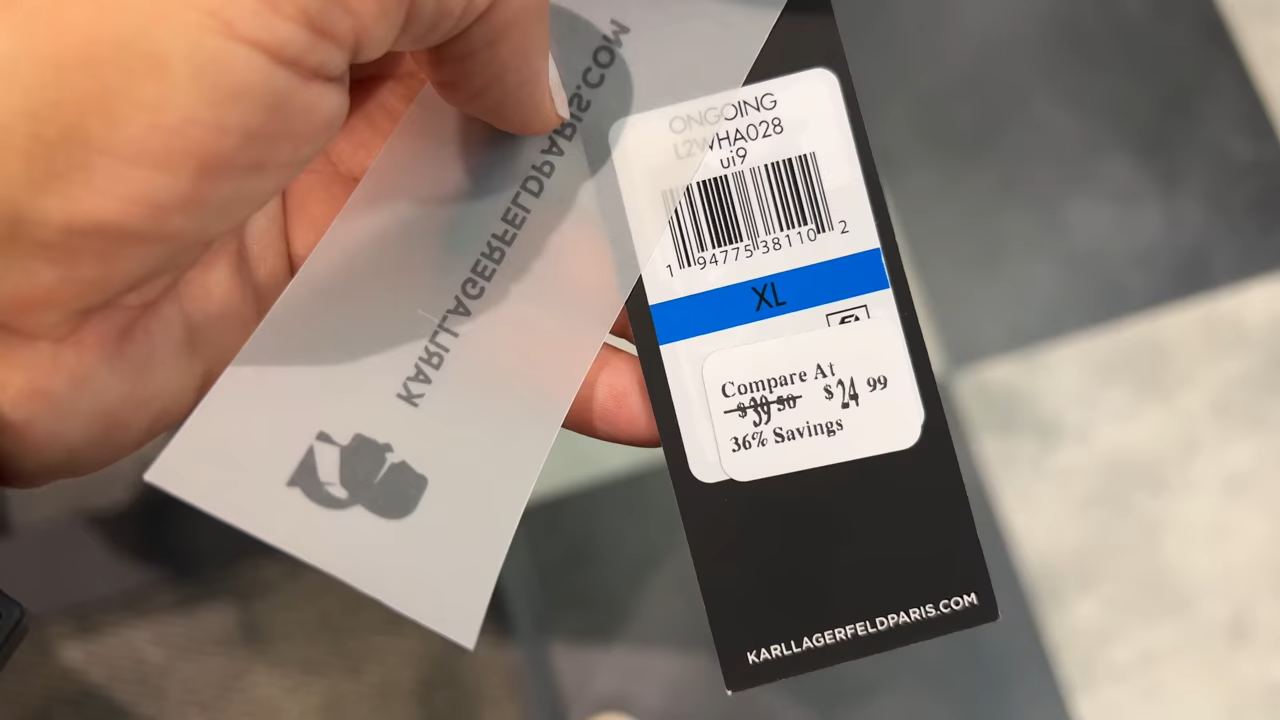 KARLLAGERFELDPARIS.COM
ONGOING
L2WHA028
ui9
1 94775 38110 2
XL
Compare At
$39 50 $24 99
36% Savings
KARLLAGERFELDPARIS.COM